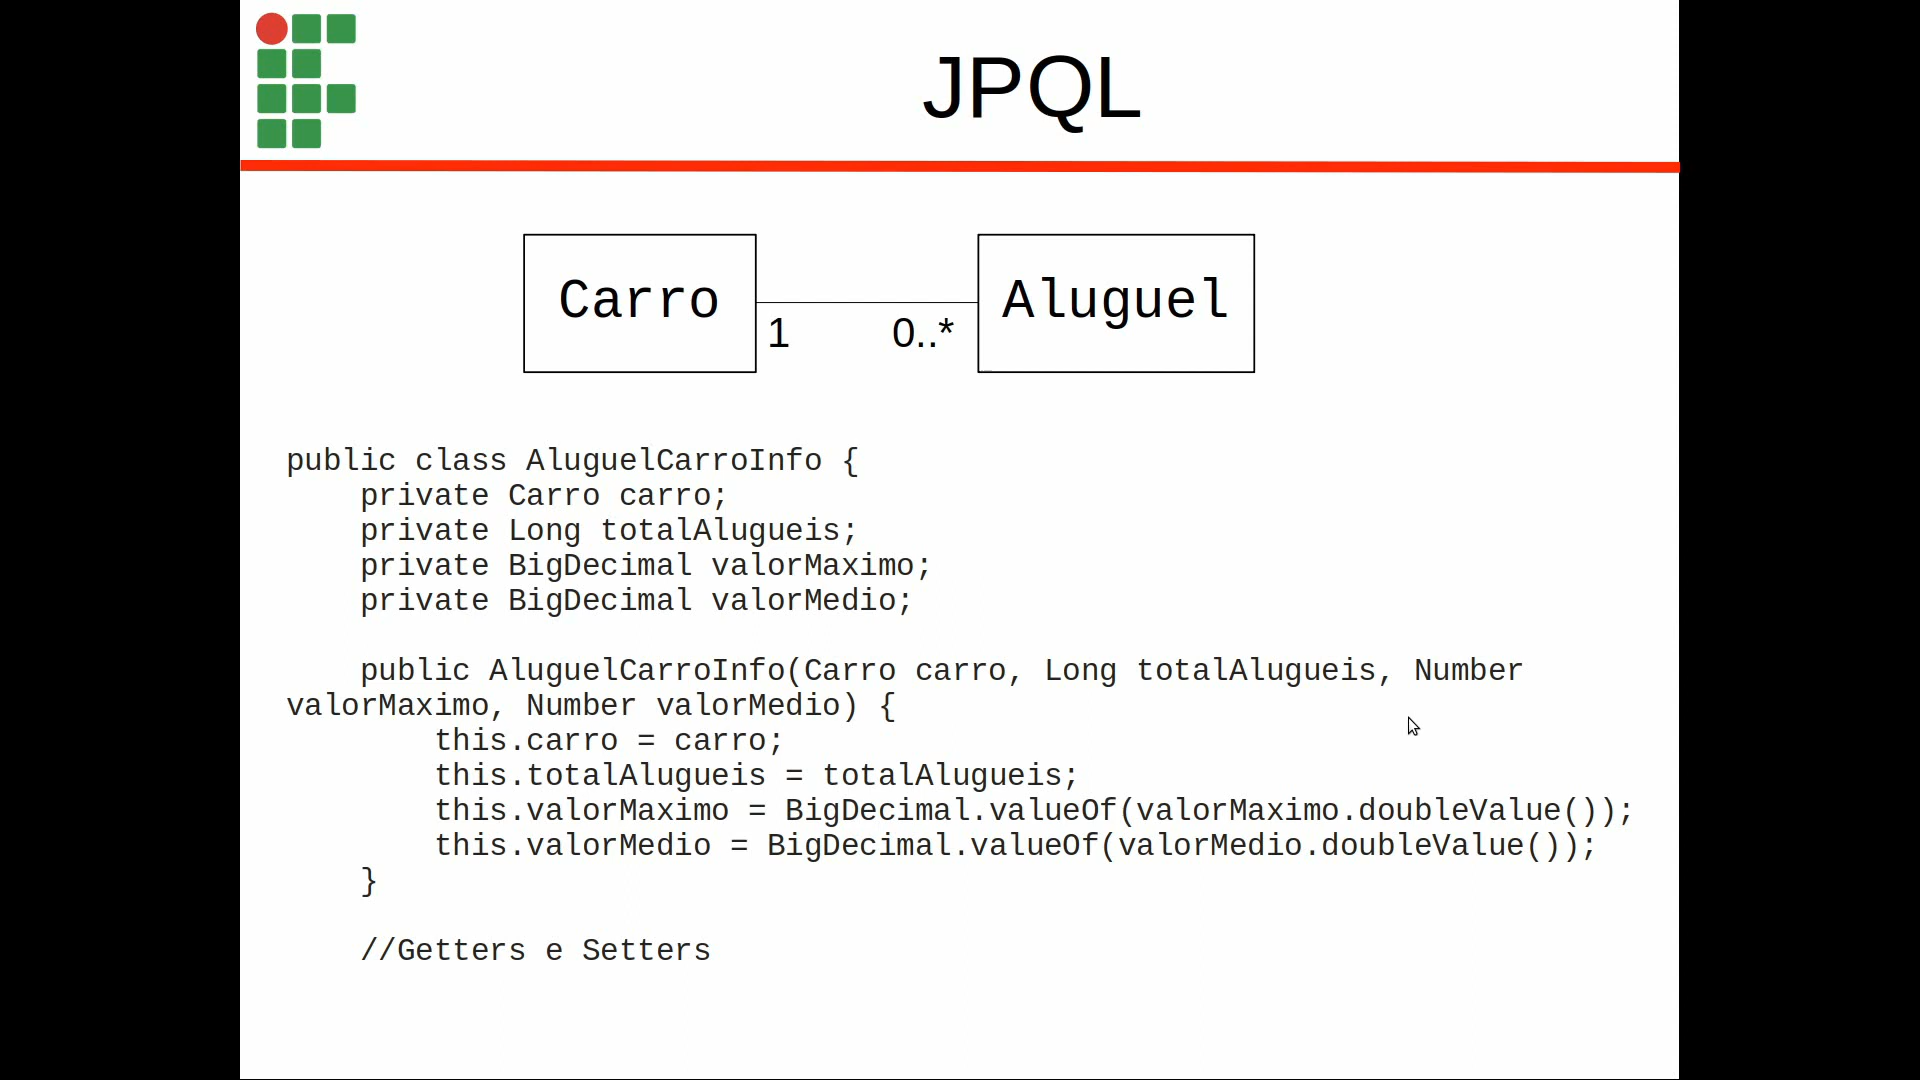 JPQL
Carro
Aluguel
1
0..*
public class AluguelCarroInfo {
    private Carro carro;
    private Long totalAlugueis;
    private BigDecimal valorMaximo;
    private BigDecimal valorMedio;
    public AluguelCarroInfo(Carro carro, Long totalAlugueis, Number
valorMaximo, Number valorMedio) {
        this.carro = carro;
        this.totalAlugueis = totalAlugueis;
        this.valorMaximo = BigDecimal.valueOf(valorMaximo.doubleValue());
        this.valorMedio = BigDecimal.valueOf(valorMedio.doubleValue());
    }
    //Getters e Setters